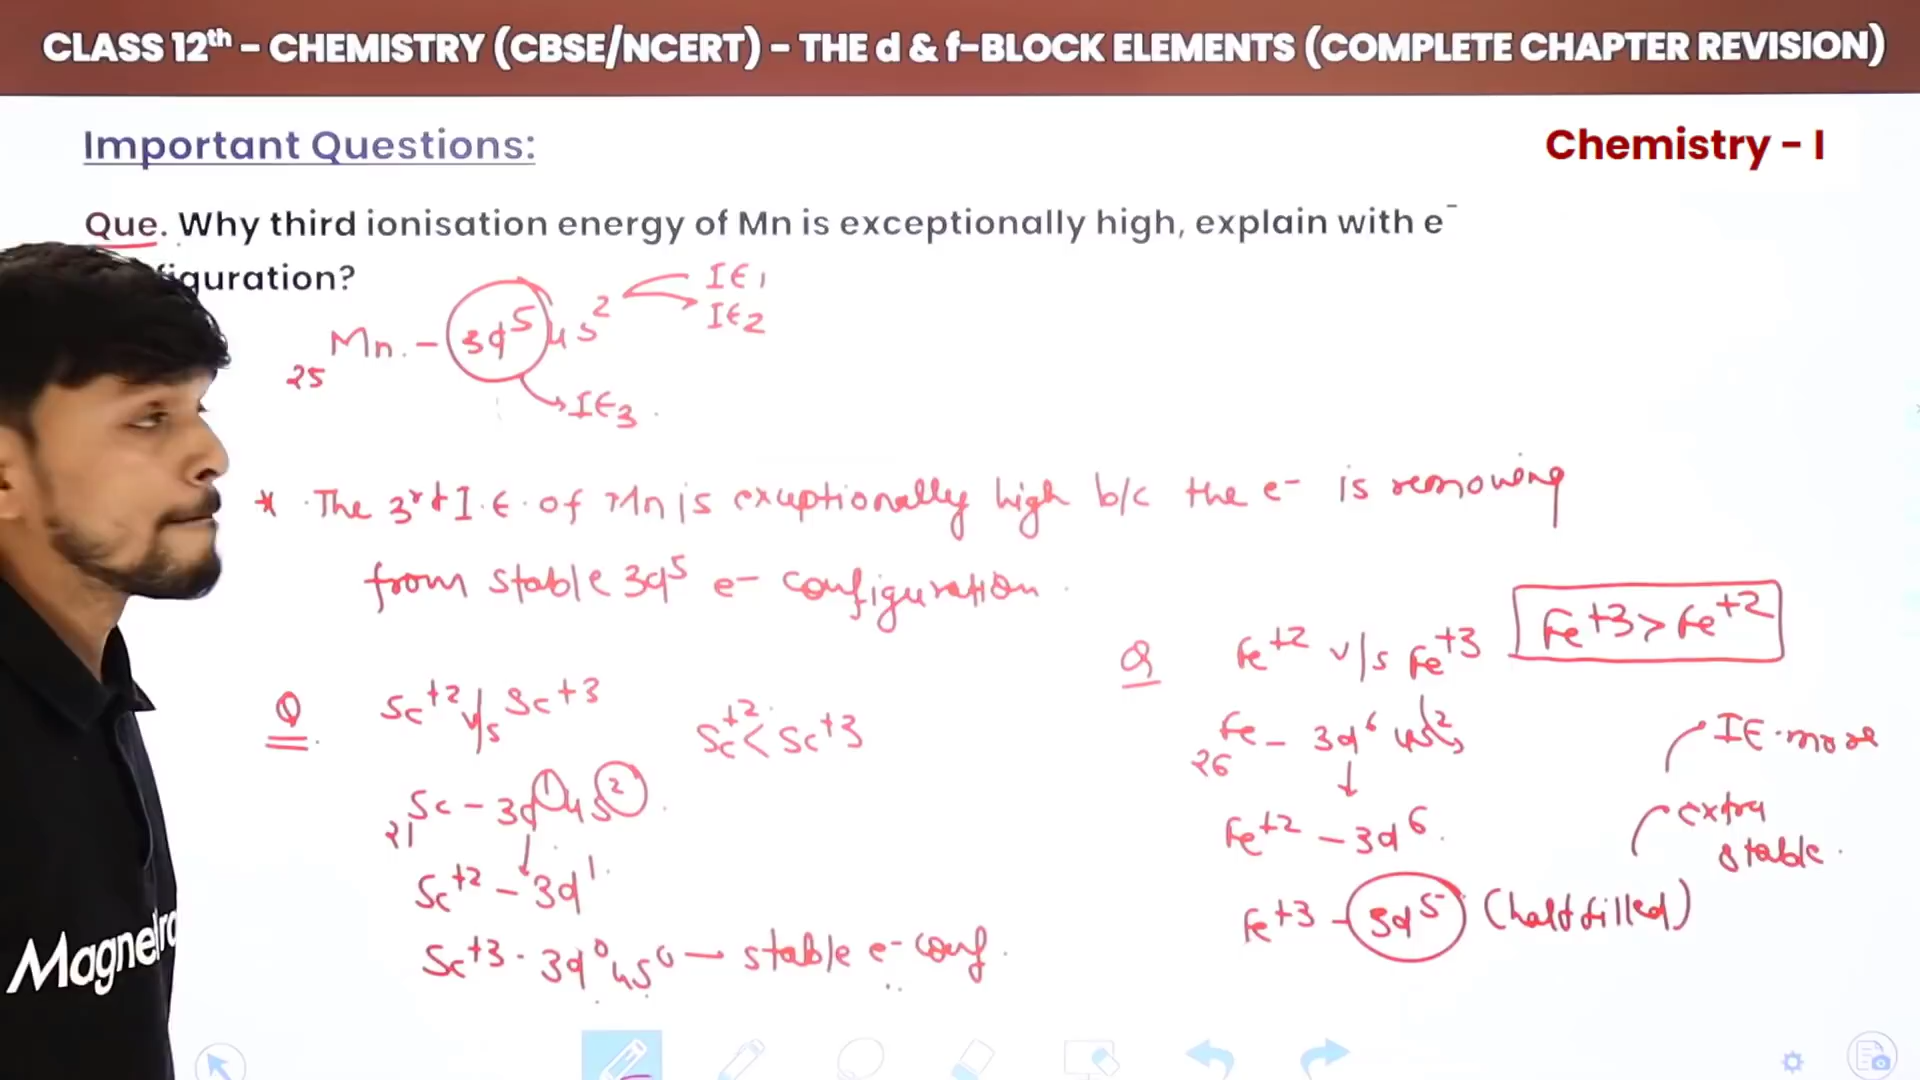 CLASS 12th - CHEMISTRY (CBSE/NCERT) - THE d & f-BLOCK ELEMENTS (COMPLETE CHAPTER REVISION)
Important Questions:
Chemistry - I
Que. Why third ionisation energy of Mn is exceptionally high, explain with e⁻
figuration?
25Mn. - 3d⁵ 4s²
IE1
IE2
IE3
* The 3rd I.E. of Mn is exceptionally high b/c the e- is removing
from stable 3d⁵ e- configuration.
Q Sc+2 v/s Sc+3
Sc+2 < Sc+3
21Sc - 3d¹4s²
Sc+2 - 3d¹
Sc+3 - 3d⁰4s⁰ — stable e- conf.
Q Fe+2 v/s Fe+3
Fe+3 > Fe+2
26Fe - 3d⁶ 4s²
IE more
Fe+2 - 3d⁶
extra
stable.
Fe+3 - 3d⁵ (half filled)
Magnet